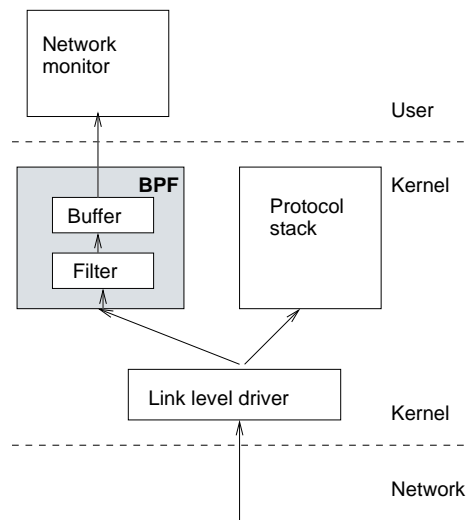 Network
monitor
User
BPF
Kernel
Buffer
Protocol
stack
Filter
Link level driver
Kernel
Network